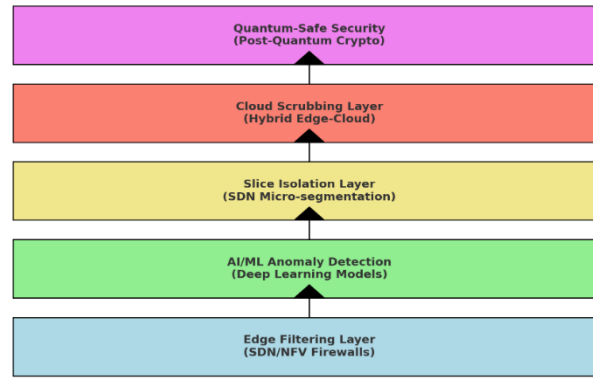 Quantum-Safe Security
(Post-Quantum Crypto)
Cloud Scrubbing Layer
(Hybrid Edge-Cloud)
Slice Isolation Layer
(SDN Micro-segmentation)
AI/ML Anomaly Detection
(Deep Learning Models)
Edge Filtering Layer
(SDN/NFV Firewalls)